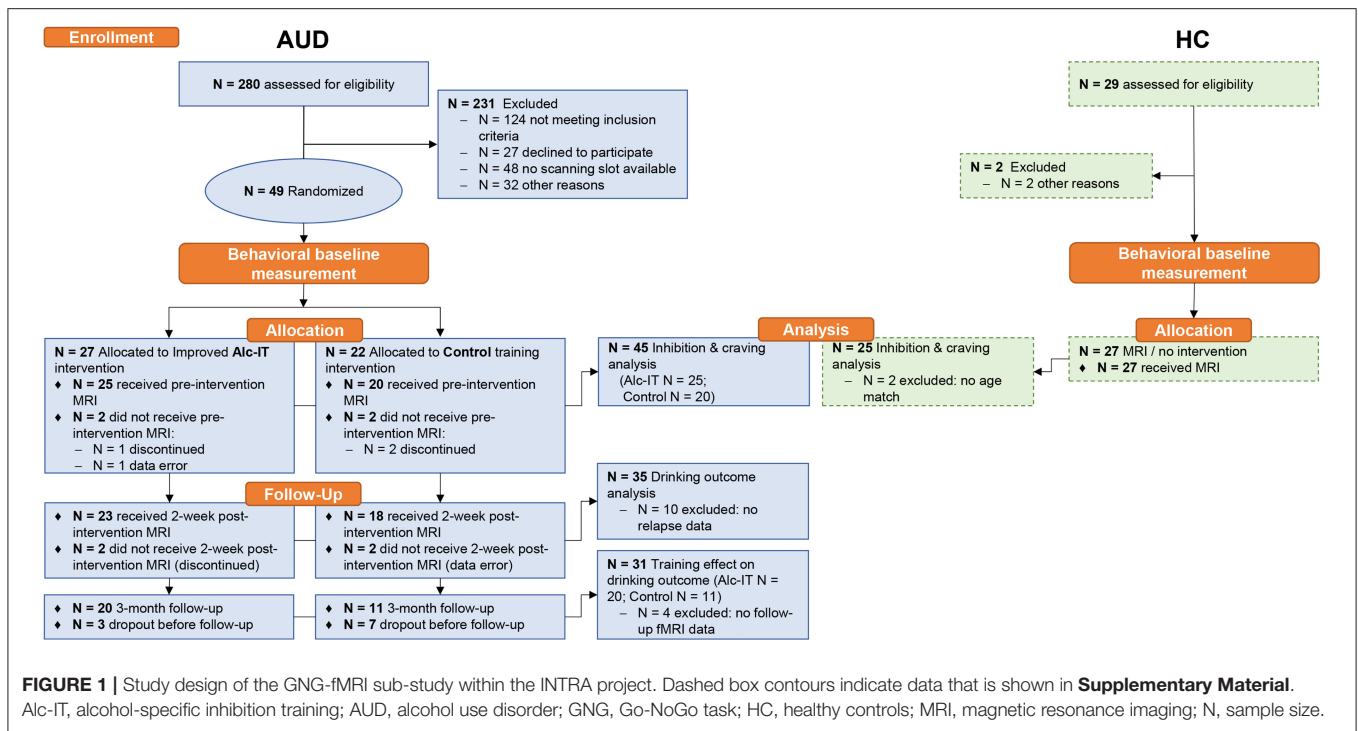 Enrollment
AUD
HC
N = 280 assessed for eligibility
N = 231 Excluded
– N = 124 not meeting inclusion
criteria
– N = 27 declined to participate
– N = 48 no scanning slot available
– N = 32 other reasons
N = 29 assessed for eligibility
N = 2 Excluded
– N = 2 other reasons
N = 49 Randomized
Behavioral baseline
measurement
Behavioral baseline
measurement
Allocation
N = 27 Allocated to Improved Alc-IT
intervention
♦ N = 25 received pre-intervention
MRI
♦ N = 2 did not receive pre-
intervention MRI:
– N = 1 discontinued
– N = 1 data error
N = 22 Allocated to Control training
intervention
♦ N = 20 received pre-intervention
MRI
♦ N = 2 did not receive pre-
intervention MRI:
– N = 2 discontinued
Analysis
N = 45 Inhibition & craving
analysis
(Alc-IT N = 25;
Control N = 20)
N = 25 Inhibition & craving
analysis
– N = 2 excluded: no age
match
Allocation
N = 27 MRI / no intervention
♦ N = 27 received MRI
Follow-Up
♦ N = 23 received 2-week post-
intervention MRI
♦ N = 2 did not receive 2-week post-
intervention MRI (discontinued)
♦ N = 18 received 2-week post-
intervention MRI
♦ N = 2 did not receive 2-week post-
intervention MRI (data error)
N = 35 Drinking outcome
analysis
– N = 10 excluded: no
relapse data
♦ N = 20 3-month follow-up
♦ N = 3 dropout before follow-up
♦ N = 11 3-month follow-up
♦ N = 7 dropout before follow-up
N = 31 Training effect on
drinking outcome (Alc-IT N =
20; Control N = 11)
– N = 4 excluded: no follow-
up fMRI data
FIGURE 1 | Study design of the GNG-fMRI sub-study within the INTRA project. Dashed box contours indicate data that is shown in Supplementary Material.
Alc-IT, alcohol-specific inhibition training; AUD, alcohol use disorder; GNG, Go-NoGo task; HC, healthy controls; MRI, magnetic resonance imaging; N, sample size.